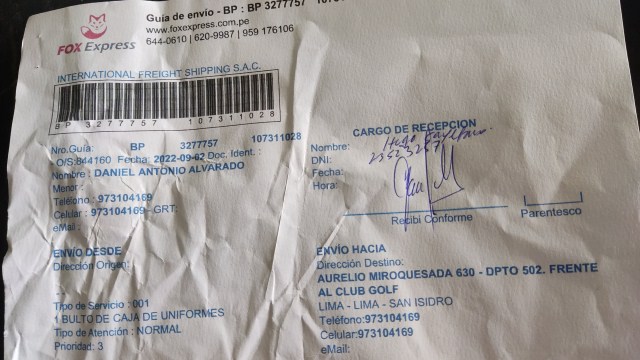 Guía de envío - BP : BP 3277757
www.foxexpress.com.pe
644-0610 | 620-9987 | 959 176106
FOX Express
INTERNATIONAL FREIGHT SHIPPING S.A.C.
BP 3277757 107311028
Nro.Guía: BP 3277757 107311028
O/S:844160 Fecha: 2022-09-02 Doc. Ident. :
Nombre : DANIEL ANTONIO ALVARADO
Menor :
Teléfono : 973104169
Celular : 973104169 - GRT:
eMail :
CARGO DE RECEPCION
Nombre:
DNI:
Fecha:
Hora:
Recibi Conforme
Parentesco
ENVÍO DESDE
Dirección Origen:
Tipo de Servicio :001
1 BULTO DE CAJA DE UNIFORMES
Tipo de Atención : NORMAL
Prioridad: 3
ENVÍO HACIA
Dirección Destino:
AURELIO MIROQUESADA 630 - DPTO 502. FRENTE
AL CLUB GOLF
LIMA - LIMA - SAN ISIDRO
Teléfono:973104169
Celular:973104169
eMail: